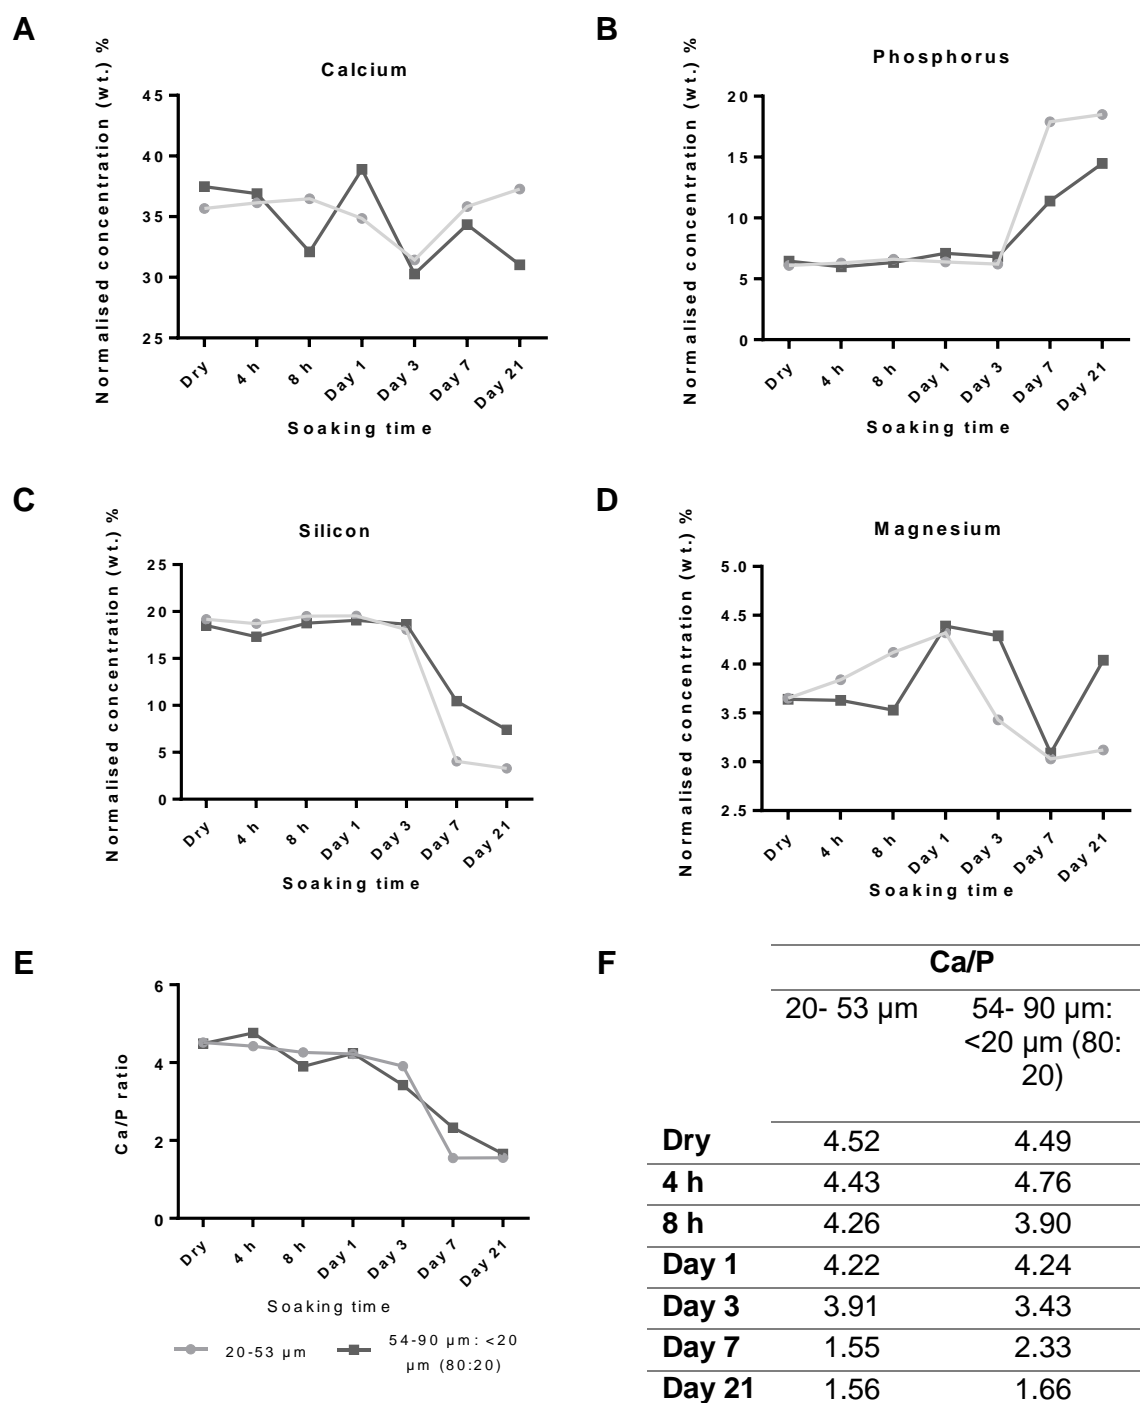 A
Calcium
Normalised concentration (wt.) %
45
40
35
30
25
Dry
4 h
8 h
Day 1
Day 3
Day 7
Day 21
Soaking time
B
Phosphorus
Normalised concentration (wt.) %
20
15
10
5
0
Dry
4 h
8 h
Day 1
Day 3
Day 7
Day 21
Soaking time
C
Silicon
Normalised concentration (wt.) %
25
20
15
10
5
0
Dry
4 h
8 h
Day 1
Day 3
Day 7
Day 21
Soaking time
D
Magnesium
Normalised concentration (wt.) %
5.0
4.5
4.0
3.5
3.0
2.5
Dry
4 h
8 h
Day 1
Day 3
Day 7
Day 21
Soaking time
E
Ca/P ratio
6
4
2
0
Dry
4 h
8 h
Day 1
Day 3
Day 7
Day 21
Soaking time
20-53 µm
54-90 µm: <20
µm (80:20)
F
Ca/P
20- 53 µm
54- 90 µm:
<20 µm (80:
20)
Dry 4.52 4.49
4 h 4.43 4.76
8 h 4.26 3.90
Day 1 4.22 4.24
Day 3 3.91 3.43
Day 7 1.55 2.33
Day 21 1.56 1.66